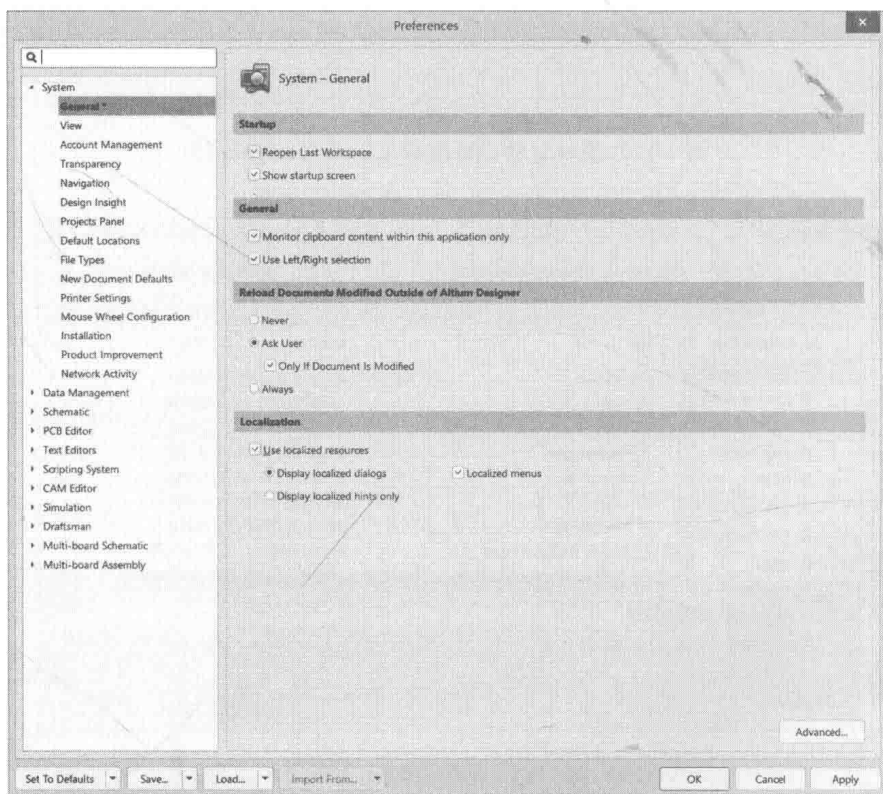 Preferences
System
General *
View
Account Management
Transparency
Navigation
Design Insight
Projects Panel
Default Locations
File Types
New Document Defaults
Printer Settings
Mouse Wheel Configuration
Installation
Product Improvement
Network Activity
Data Management
Schematic
PCB Editor
Text Editors
Scripting System
CAM Editor
Simulation
Draftsman
Multi-board Schematic
Multi-board Assembly
System – General
Startup
Reopen Last Workspace
Show startup screen
General
Monitor clipboard content within this application only
Use Left/Right selection
Reload Documents Modified Outside of Altium Designer
Never
Ask User
Only If Document Is Modified
Always
Localization
Use localized resources
Display localized dialogs Localized menus
Display localized hints only
Advanced...
Set To Defaults Save... Load... Import From... OK Cancel Apply